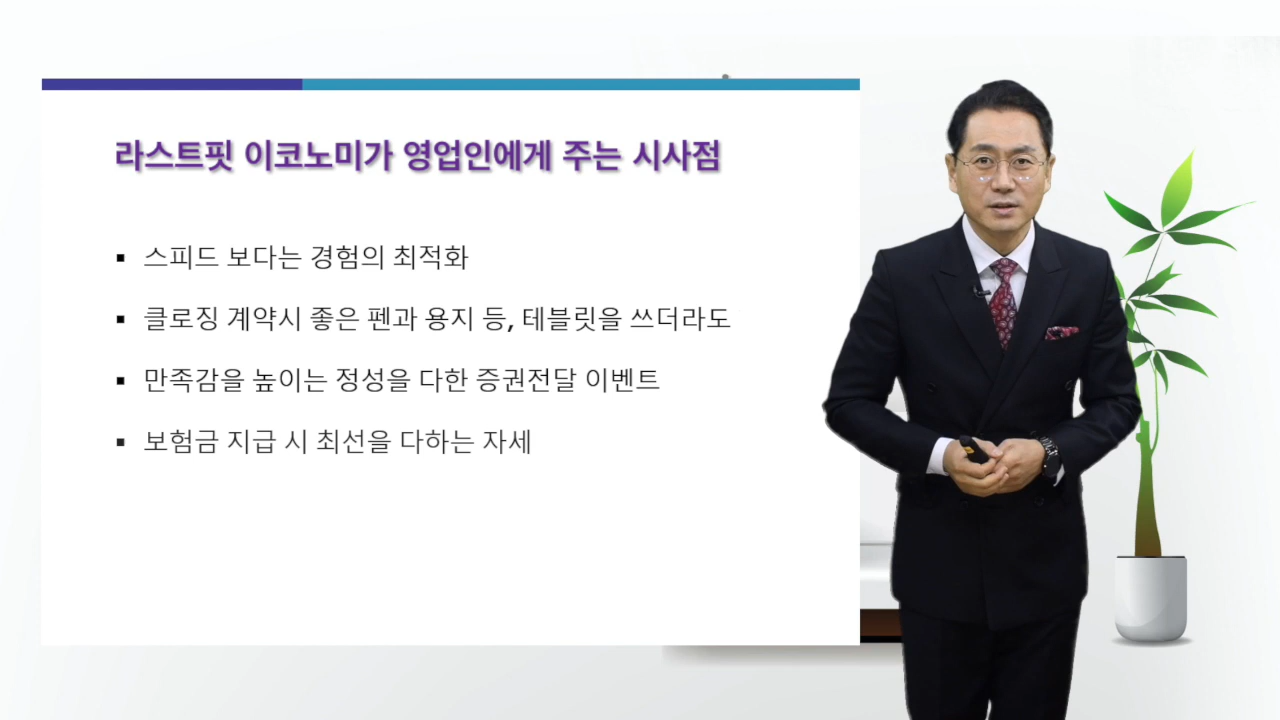 라스트핏 이코노미가 영업인에게 주는 시사점
▪ 스피드 보다는 경험의 최적화
▪ 클로징 계약시 좋은 펜과 용지 등, 테블릿을 쓰더라도
▪ 만족감을 높이는 정성을 다한 증권전달 이벤트
▪ 보험금 지급 시 최선을 다하는 자세